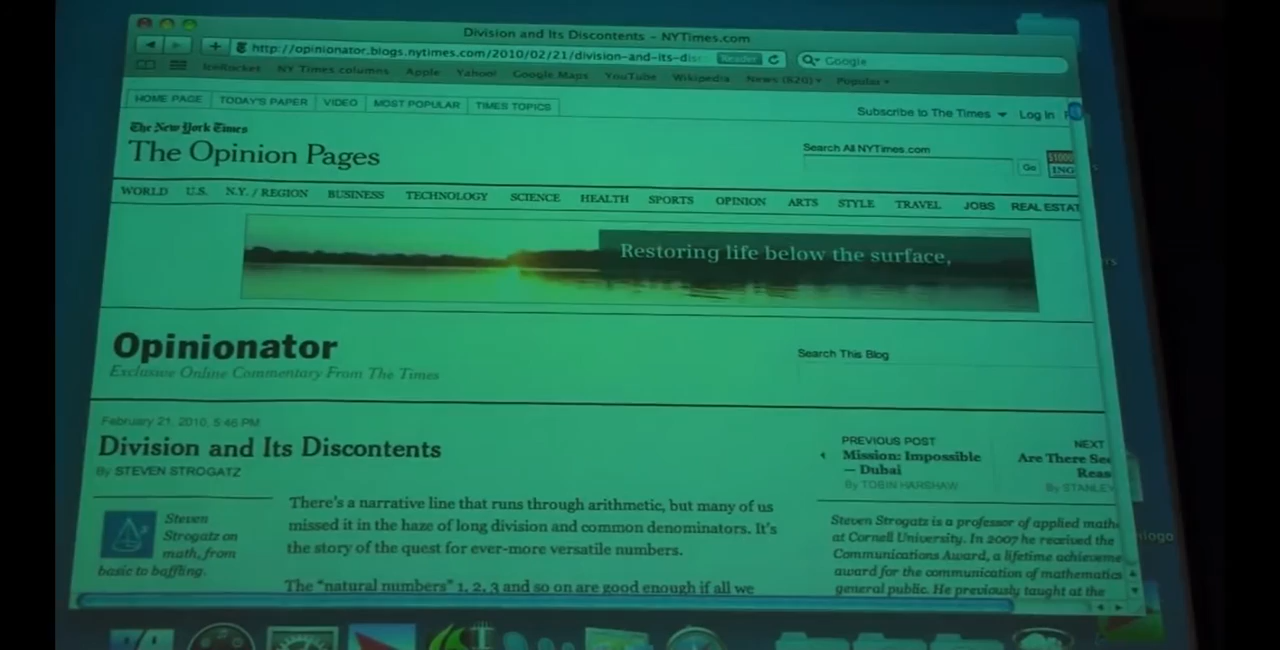 Division and Its Discontents – NYTimes.com
http://opinionator.blogs.nytimes.com/2010/02/21/division-and-its-dis
Reader
Google
IceRocket NY Times columns Apple Yahoo! Google Maps YouTube Wikipedia News (820) Popular
HOME PAGE TODAY'S PAPER VIDEO MOST POPULAR TIMES TOPICS
Subscribe to The Times Log In
The New York Times
The Opinion Pages
Search All NYTimes.com
Go
$1000
ING
WORLD U.S. N.Y. / REGION BUSINESS TECHNOLOGY SCIENCE HEALTH SPORTS OPINION ARTS STYLE TRAVEL JOBS REAL ESTAT
Restoring life below the surface,
Opinionator
Exclusive Online Commentary From The Times
Search This Blog
February 21, 2010, 5:46 PM
Division and Its Discontents
By STEVEN STROGATZ
Steven
Strogatz on
math, from
basic to baffling.
There's a narrative line that runs through arithmetic, but many of us
missed it in the haze of long division and common denominators. It's
the story of the quest for ever-more versatile numbers.
The "natural numbers" 1, 2, 3 and so on are good enough if all we
PREVIOUS POST
Mission: Impossible
— Dubai
By TOBIN HARSHAW
NEXT
Are There Sec
Reas
By STANLEY
Steven Strogatz is a professor of applied mathe
at Cornell University. In 2007 he received the
Communications Award, a lifetime achieveme
award for the communication of mathematics
general public. He previously taught at the